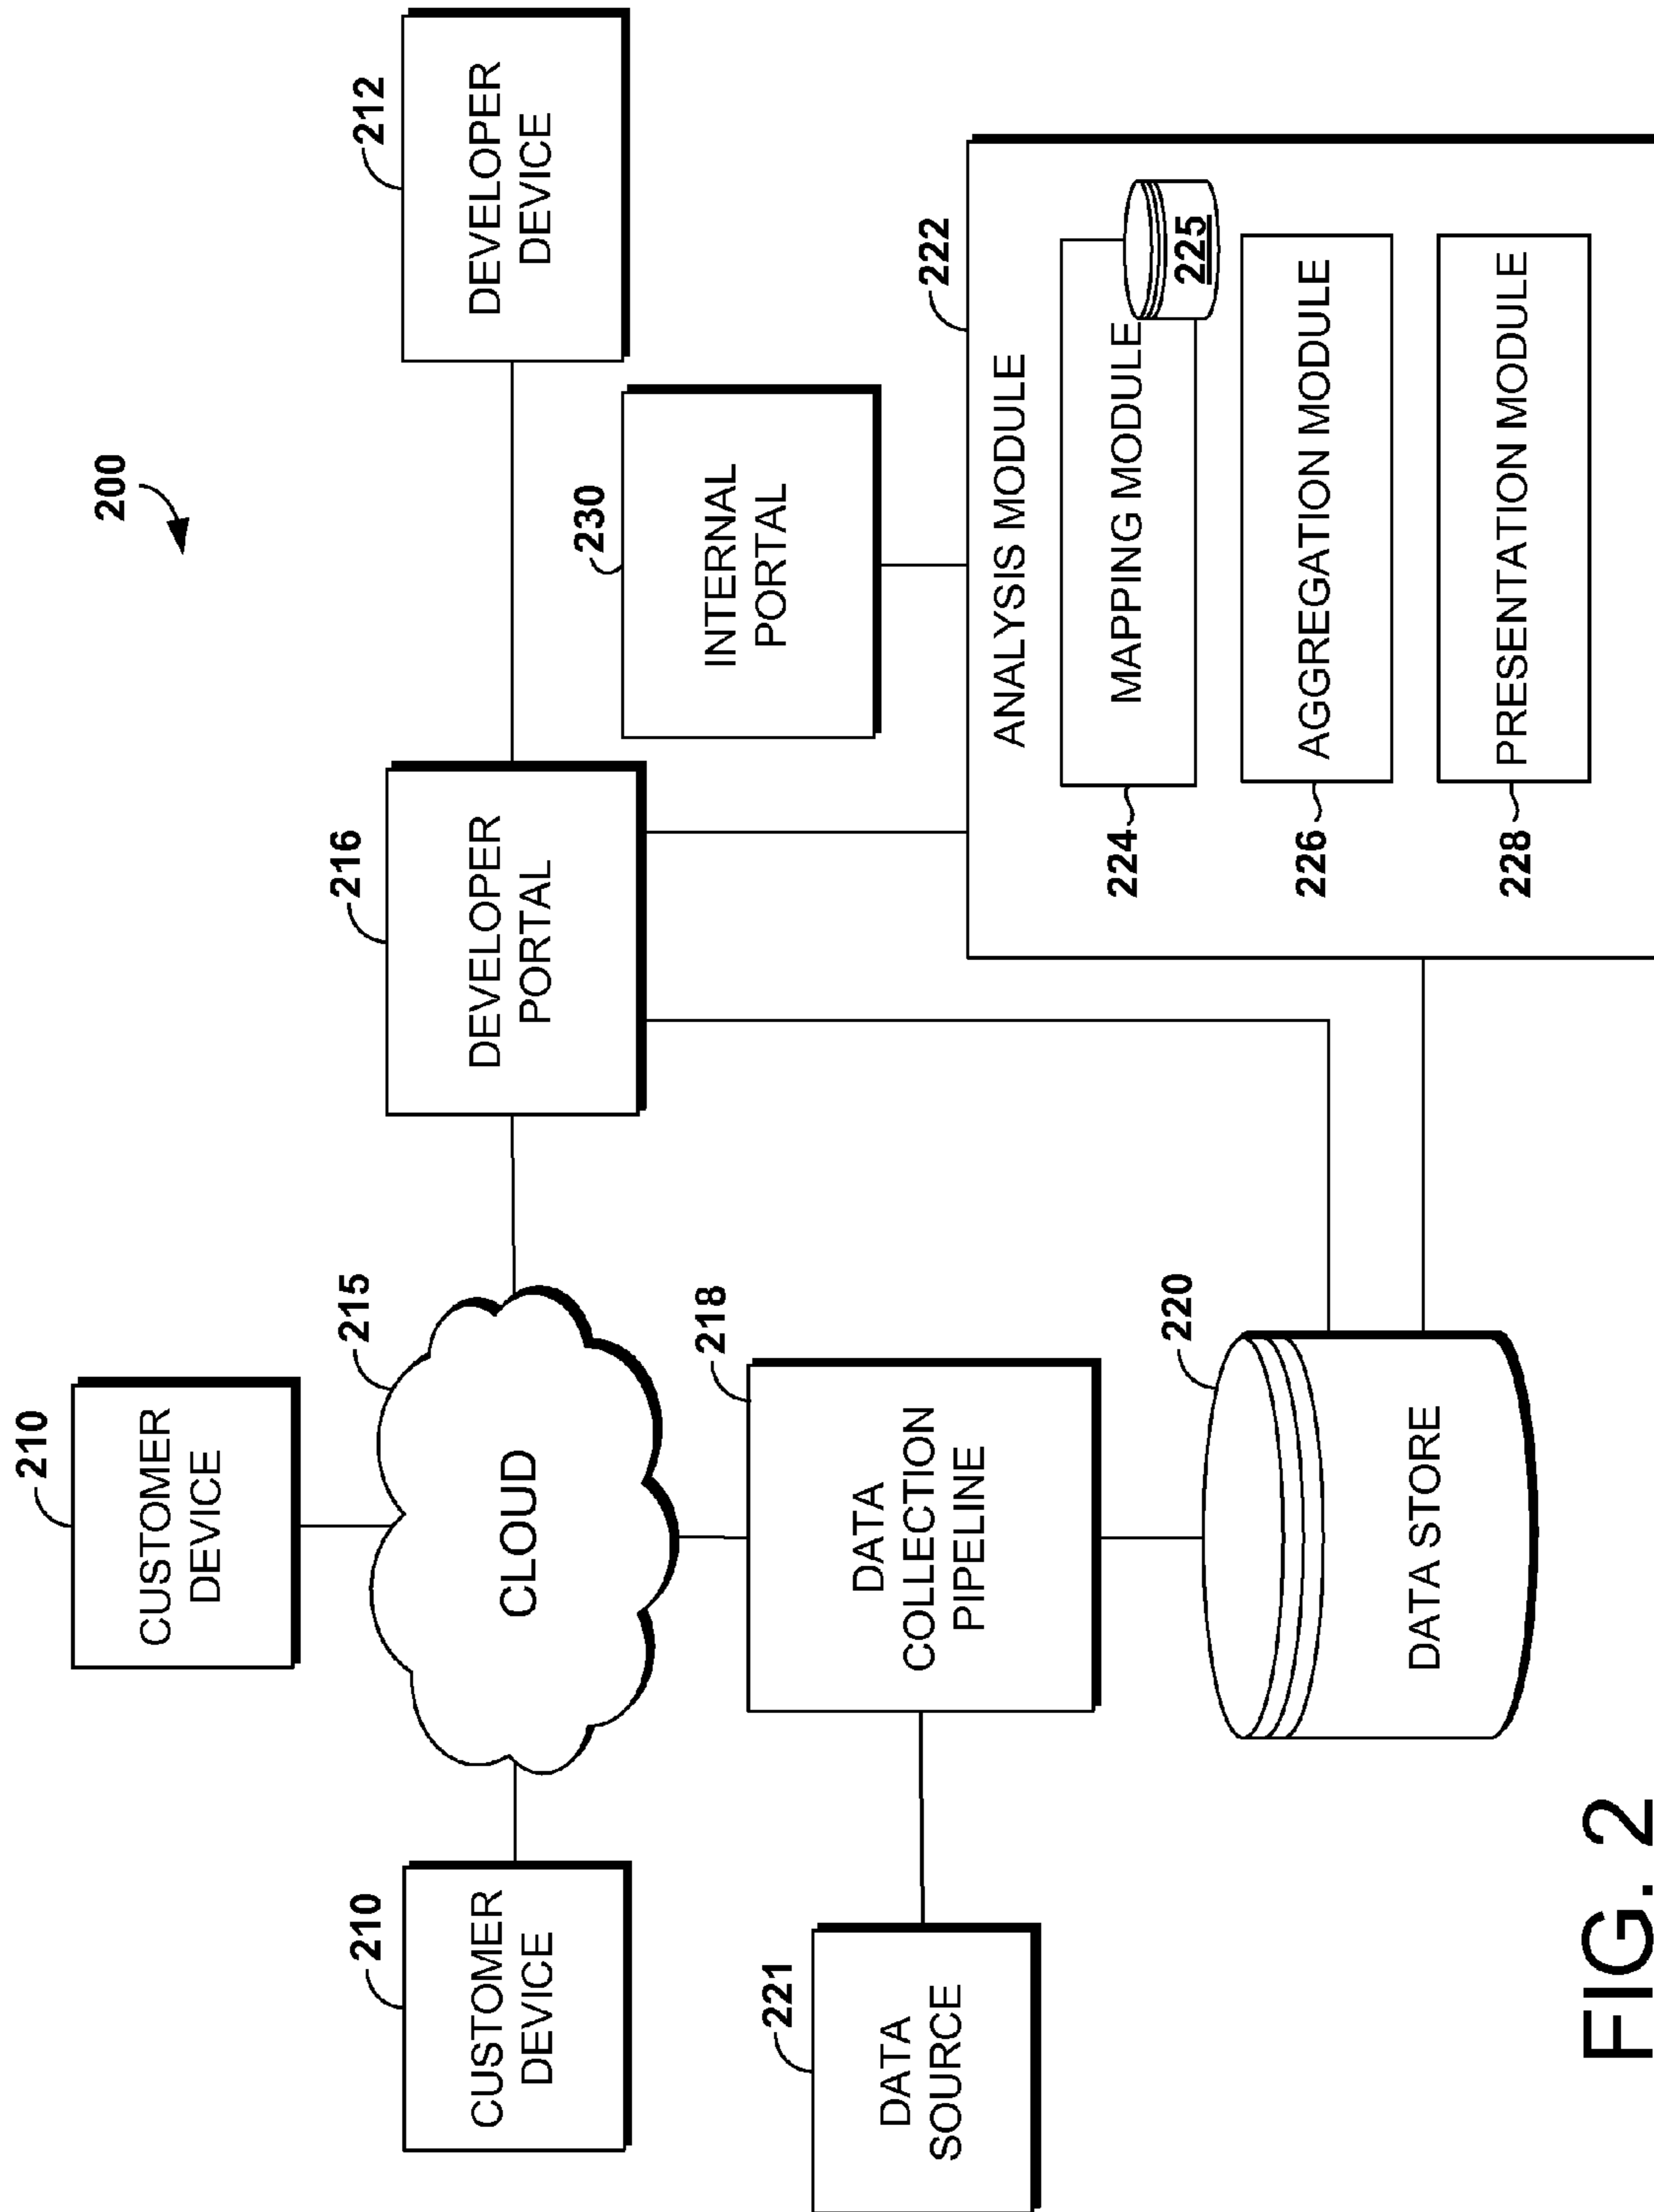 200
210
CUSTOMER
DEVICE
210
CUSTOMER
DEVICE
215
CLOUD
216
DEVELOPER
PORTAL
212
DEVELOPER
DEVICE
230
INTERNAL
PORTAL
221
DATA
SOURCE
218
DATA
COLLECTION
PIPELINE
220
DATA STORE
222
ANALYSIS MODULE
224
MAPPING MODULE
225
226
AGGREGATION MODULE
228
PRESENTATION MODULE
FIG. 2